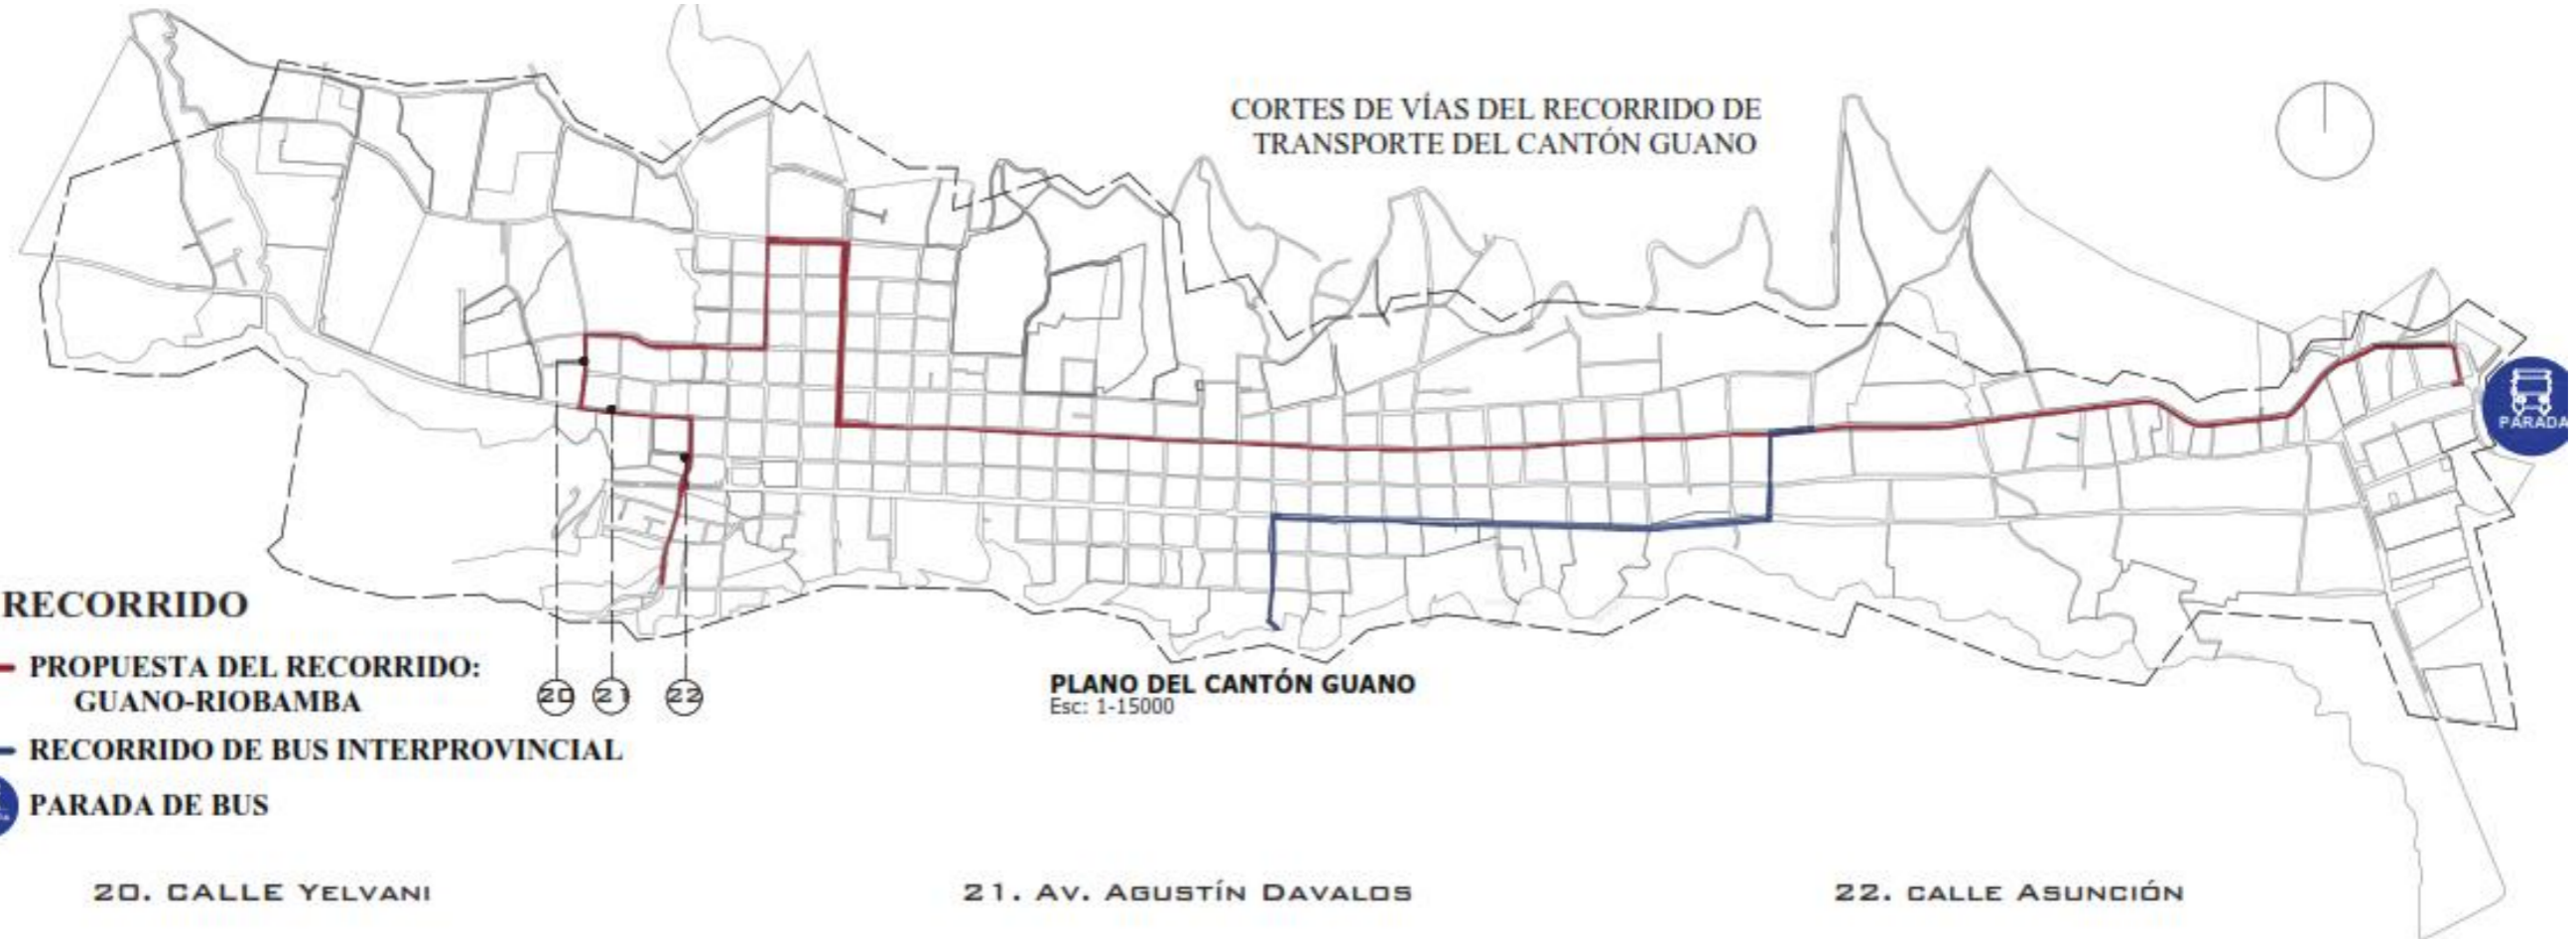 CORTES DE VÍAS DEL RECORRIDO DE
TRANSPORTE DEL CANTÓN GUANO
PARADA
RECORRIDO
PROPUESTA DEL RECORRIDO:
GUANO-RIOBAMBA
RECORRIDO DE BUS INTERPROVINCIAL
PARADA DE BUS
20
21
22
PLANO DEL CANTÓN GUANO
Esc: 1-15000
20. CALLE YELVANI
21. AV. AGUSTÍN DAVALOS
22. CALLE ASUNCIÓN